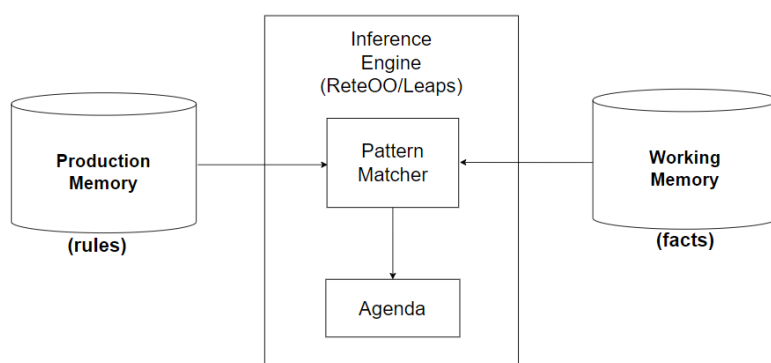 Inference
Engine
(ReteOO/Leaps)
Production
Memory
(rules)
Pattern
Matcher
Working
Memory
(facts)
Agenda